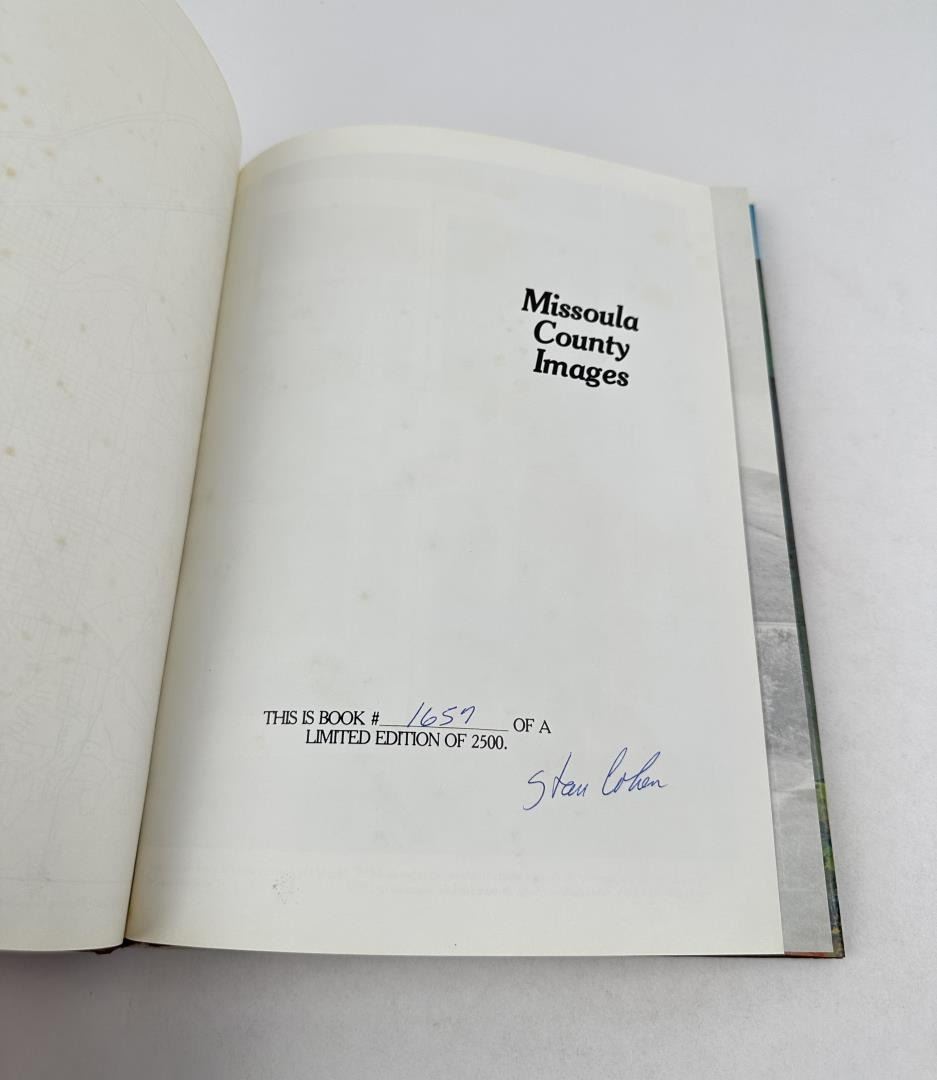 Missoula
County
Images
THIS IS BOOK # 1657 OF A
LIMITED EDITION OF 2500.
Stan Cohen